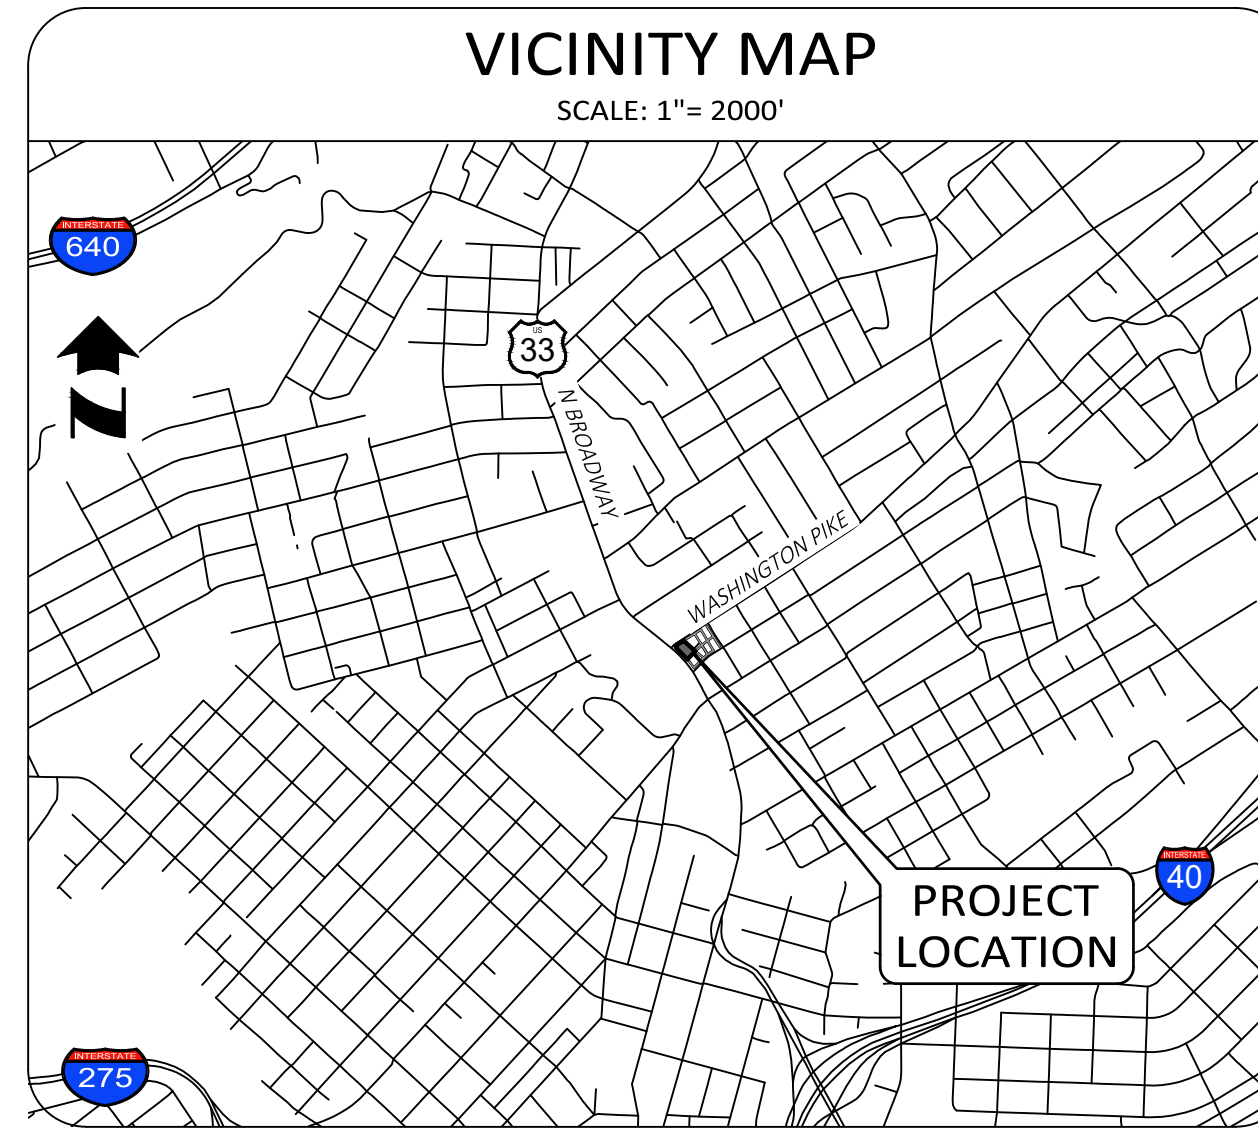 VICINITY MAP
SCALE: 1"= 2000'
INTERSTATE
640
N
US
33
N BROADWAY
WASHINGTON PIKE
INTERSTATE
40
PROJECT
LOCATION
INTERSTATE
275